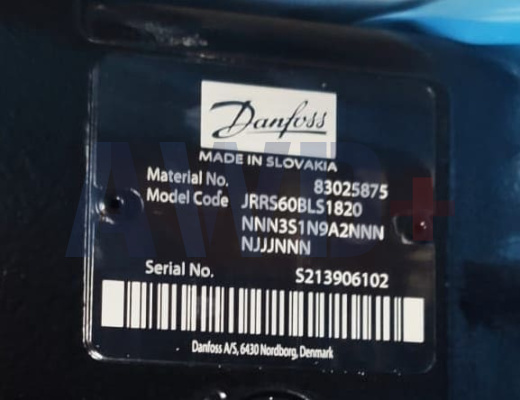 Danfoss
MADE IN SLOVAKIA
Material No. 83025875
Model Code JRRS60BLS1820
NNN3S1N9A2NNN
NJJJNNN
Serial No. S213906102
Danfoss A/S, 6430 Nordborg, Denmark